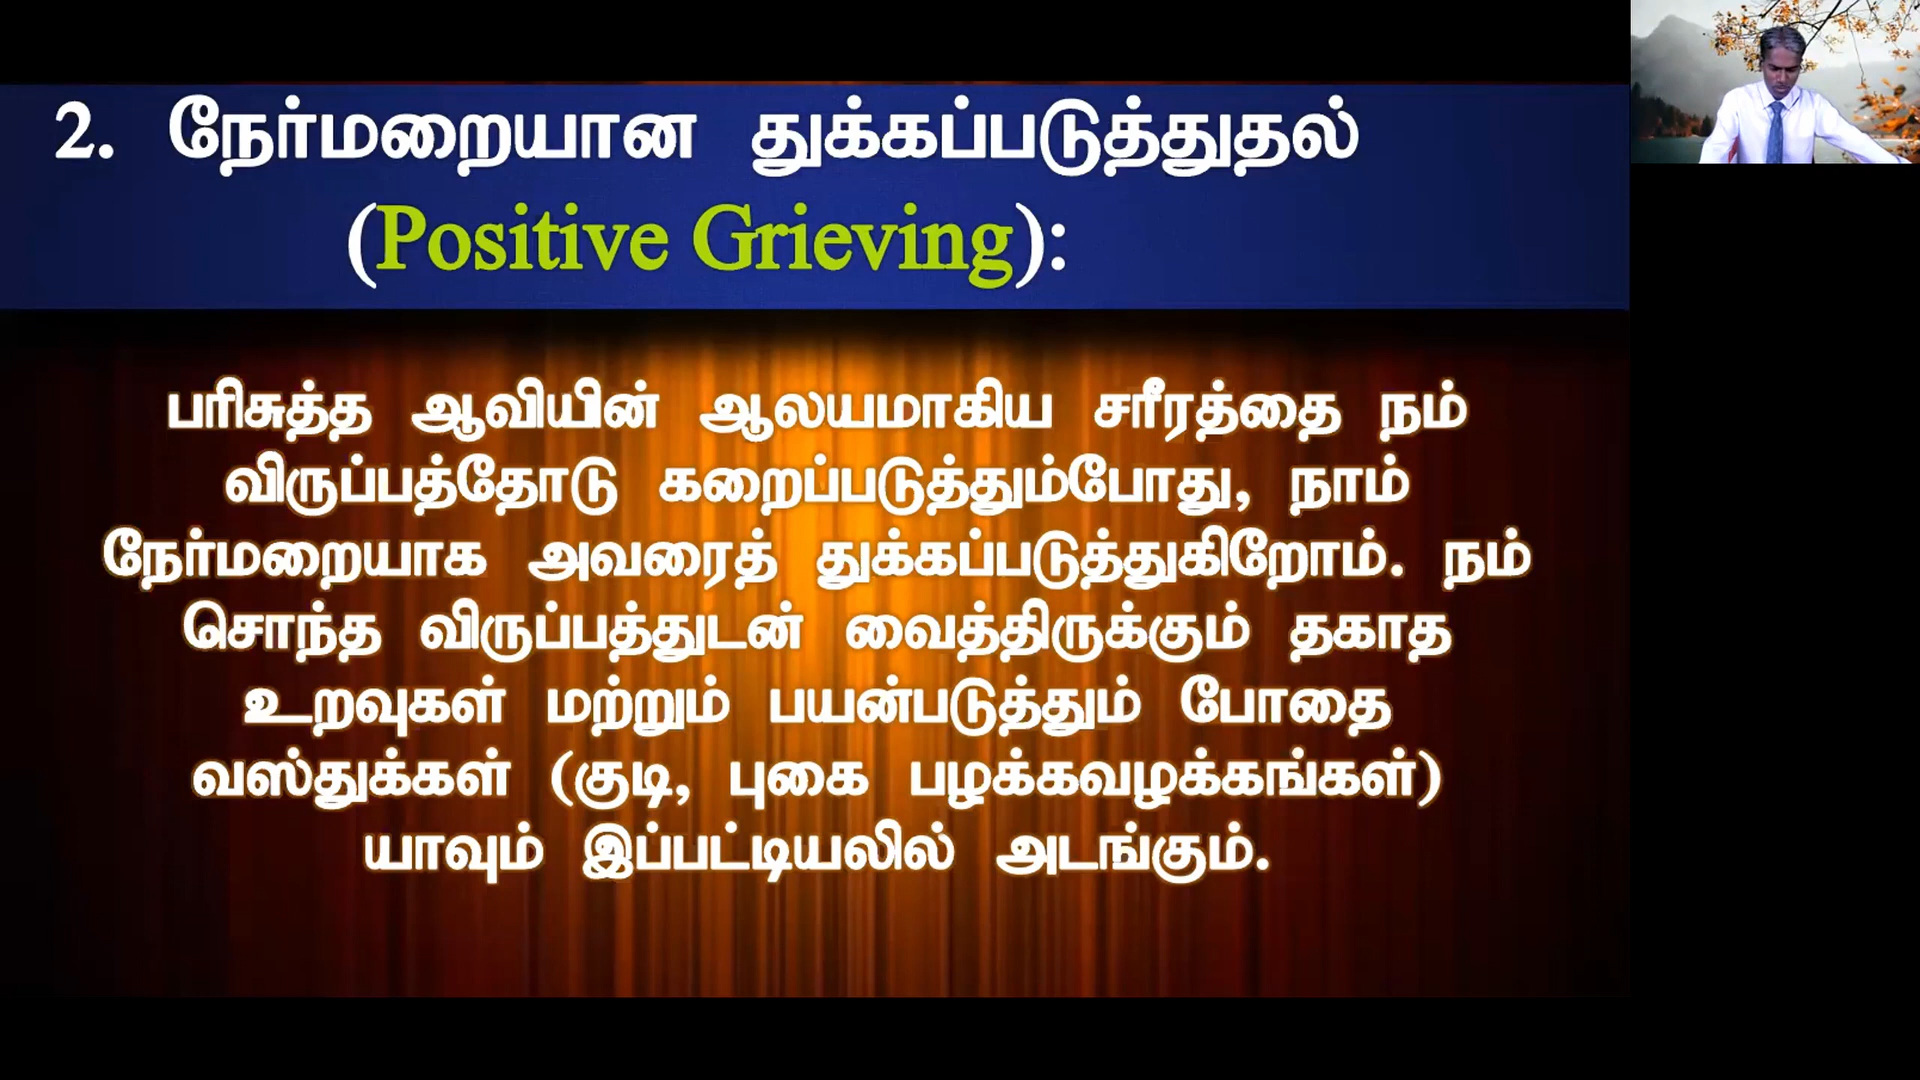 2. நேர்மறையான துக்கப்படுத்துதல்
(Positive Grieving):
பரிசுத்த ஆவியின் ஆலயமாகிய சரீரத்தை நம்
விருப்பத்தோடு கறைப்படுத்தும்போது, நாம்
நேர்மறையாக அவரைத் துக்கப்படுத்துகிறோம். நம்
சொந்த விருப்பத்துடன் வைத்திருக்கும் தகாத
உறவுகள் மற்றும் பயன்படுத்தும் போதை
வஸ்துக்கள் (குடி, புகை பழக்கவழக்கங்கள்)
யாவும் இப்பட்டியலில் அடங்கும்.